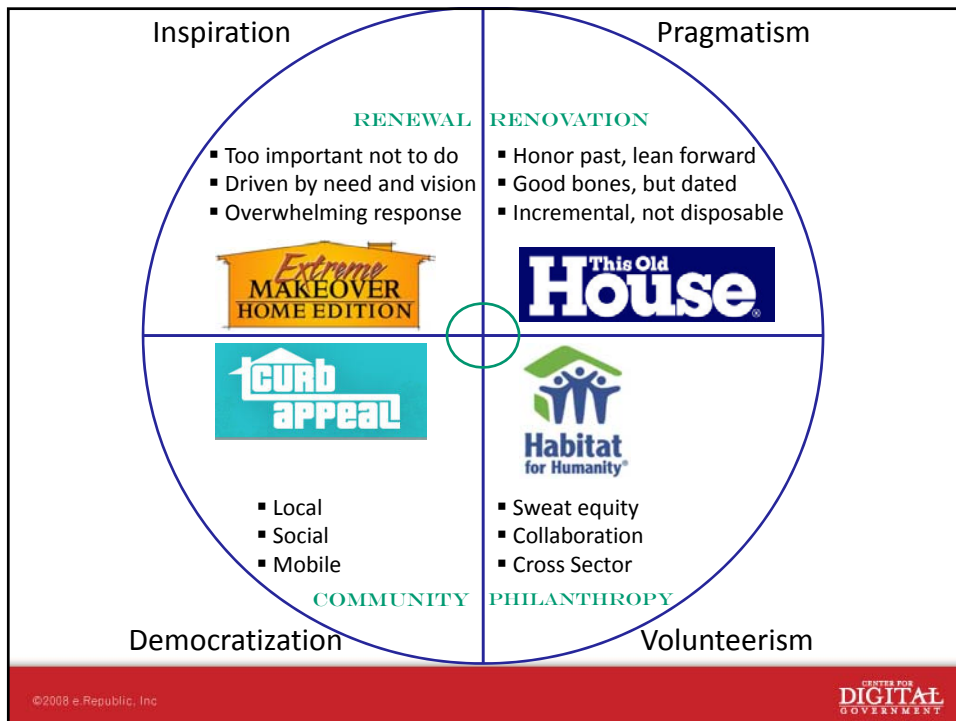 Inspiration
Pragmatism
RENEWAL
RENOVATION
▪ Too important not to do
▪ Driven by need and vision
▪ Overwhelming response
▪ Honor past, lean forward
▪ Good bones, but dated
▪ Incremental, not disposable
Extreme
MAKEOVER
HOME EDITION
This Old
House®
CURB
APPEAL
Habitat
for Humanity®
▪ Local
▪ Social
▪ Mobile
▪ Sweat equity
▪ Collaboration
▪ Cross Sector
COMMUNITY
PHILANTHROPY
Democratization
Volunteerism
©2008 e.Republic, Inc
CENTER FOR
DIGITAL
GOVERNMENT